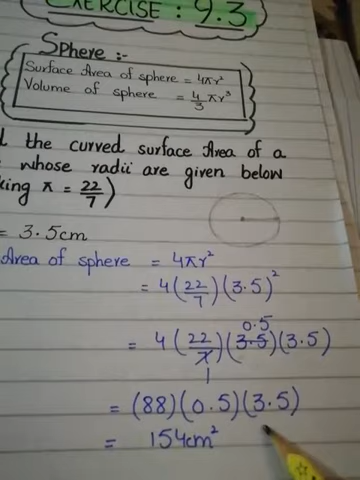 EXERCISE : 9.3
Sphere :-
Surface Area of sphere = 4πr²
Volume of sphere = 4/3 πr³
the curved surface Area of a
whose radii are given below
king π = 22/7)
= 3.5cm
Area of sphere = 4πr²
= 4(22/7)(3.5)²
0.5
= 4(22/7)(3.5)(3.5)
1
= (88)(0.5)(3.5)
= 154cm²